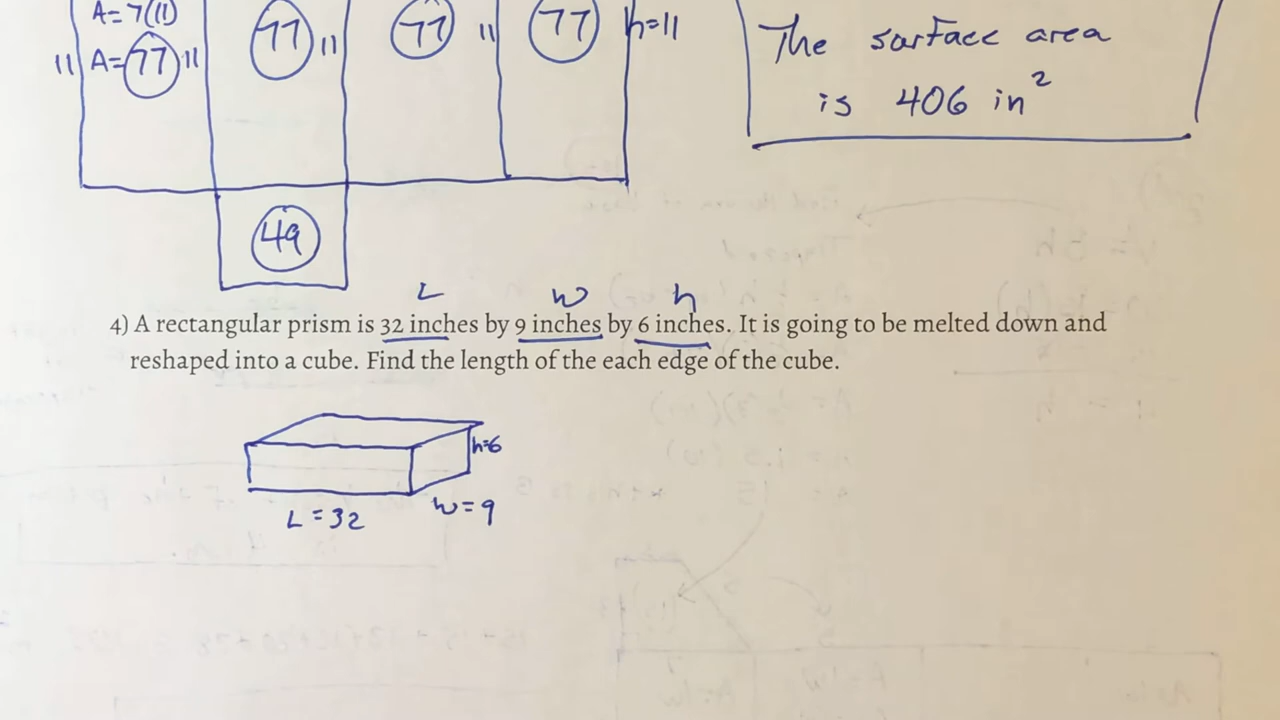 A= 7(11)
11 A= 77 11
77 11
77 11
77 h=11
The surface area
is 406 in²
49
L w h
4) A rectangular prism is 32 inches by 9 inches by 6 inches. It is going to be melted down and
reshaped into a cube. Find the length of the each edge of the cube.
h=6
L = 32
w = 9